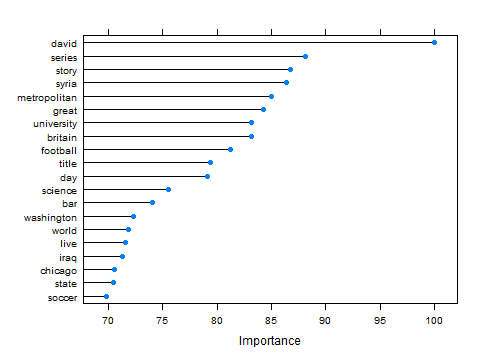 david
series
story
syria
metropolitan
great
university
britain
football
title
day
science
bar
washington
world
live
iraq
chicago
state
soccer
70 75 80 85 90 95 100
Importance